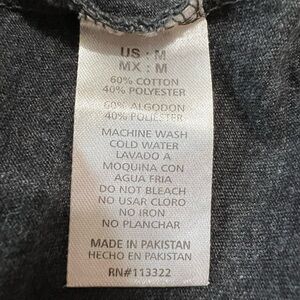 US : M
MX : M
60% COTTON
40% POLYESTER
60% ALGODON
40% POLIESTER
MACHINE WASH
COLD WATER
LAVADO A
MOQUINA CON
AGUA FRIA
DO NOT BLEACH
NO USAR CLORO
NO IRON
NO PLANCHAR
MADE IN PAKISTAN
HECHO EN PAKISTAN
RN#113322